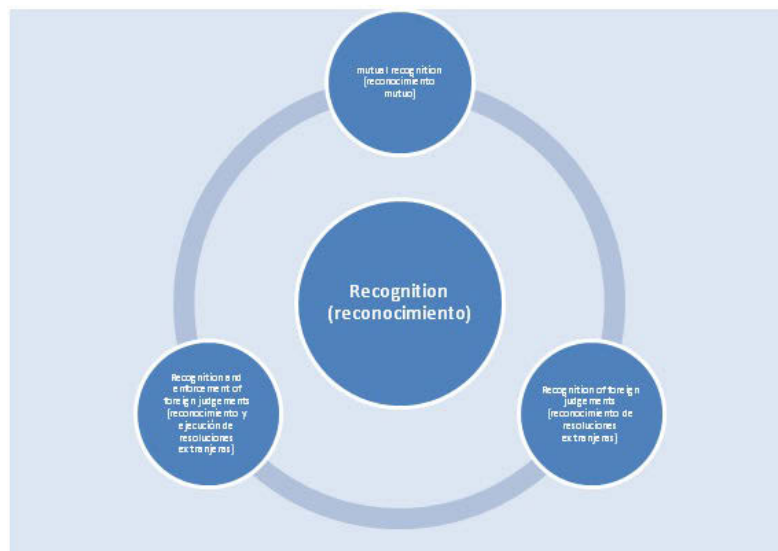 mutual recognition
(reconocimiento
mutuo)
Recognition
(reconocimiento)
Recognition and
enforcement of
foreign judgements
(reconocimiento y
ejecución de
resoluciones
extranjeras)
Recognition of foreign
judgements
(reconocimiento de
resoluciones
extranjeras)